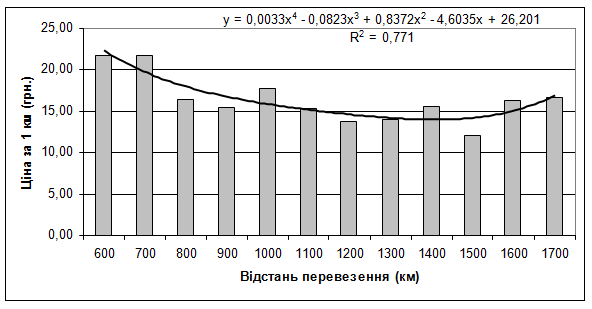 y = 0,0033x⁴ - 0,0823x³ + 0,8372x² - 4,6035x + 26,201
R² = 0,771
25,00
20,00
15,00
10,00
5,00
0,00
Ціна за 1 км (грн.)
600 700 800 900 1000 1100 1200 1300 1400 1500 1600 1700
Відстань перевезення (км)